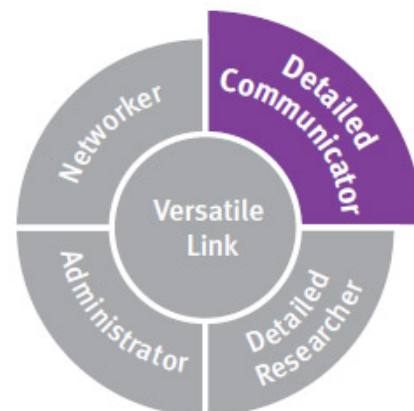 Networker
Detailed
Communicator
Versatile
Link
Administrator
Detailed
Researcher